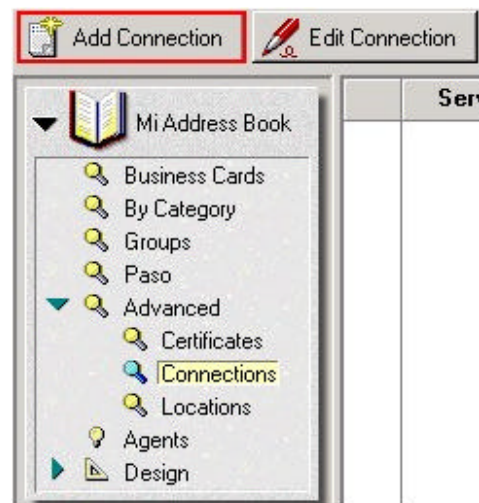 Add Connection
Edit Connection
Mi Address Book
Business Cards
By Category
Groups
Paso
Advanced
Certificates
Connections
Locations
Agents
Design